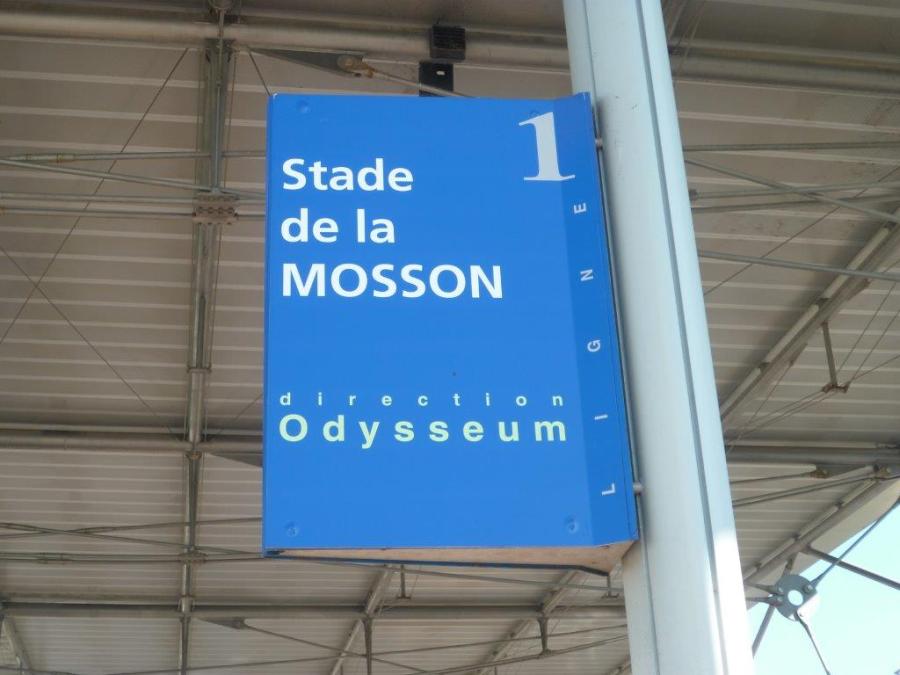 1
Stade
de la
MOSSON
direction
Odysseum
LIGNE